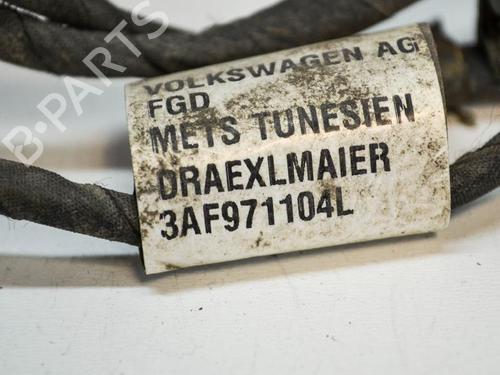 VOLKSWAGEN AG
FGD
METS TUNESIEN
DRAEXLMAIER
3AF971104L
B-PARTS